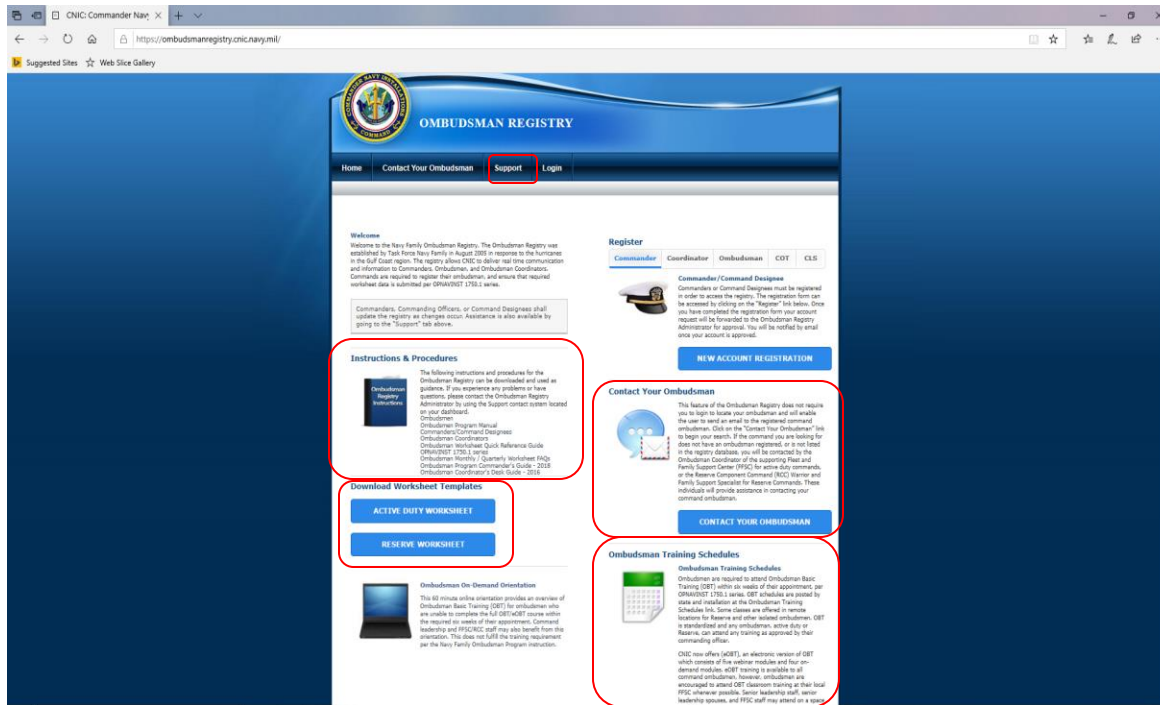 CNIC: Commander Navy
https://ombudsmanregistry.cnic.navy.mil/
Suggested Sites
Web Slice Gallery
COMMANDER NAVY INSTALLATIONS
COMMAND
OMBUDSMAN REGISTRY
Home
Contact Your Ombudsman
Support
Login
Welcome
Welcome to the Navy Family Ombudsman Registry. The Ombudsman Registry was
established by Task Force Navy Family in August 2005 in response to the hurricanes
in the Gulf Coast region. The registry allows CNIC to deliver real time communication
and information to Commanders, Ombudsmen, and Ombudsman Coordinators.
Commands are required to register their ombudsman, and ensure that required
worksheet data is submitted per OPNAVINST 1750.1 series.
Commanders, Commanding Officers, or Command Designees shall
update the registry as changes occur. Assistance is also available by
going to the "Support" tab above.
Instructions & Procedures
Ombudsman
Registry
Instructions
The following instructions and procedures for the
Ombudsman Registry can be downloaded and used as
guidance. If you experience any problems or have
questions, please contact the Ombudsman Registry
Administrator by using the Support contact system located
on your dashboard.
Ombudsmen
Ombudsman Program Manual
Commanders/Command Designees
Ombudsman Coordinators
Ombudsman Worksheet Quick Reference Guide
OPNAVINST 1750.1 series
Ombudsman Monthly / Quarterly Worksheet FAQs
Ombudsman Program Commander's Guide - 2018
Ombudsman Coordinator's Desk Guide - 2016
Download Worksheet Templates
ACTIVE DUTY WORKSHEET
RESERVE WORKSHEET
Ombudsman On-Demand Orientation
This 60 minute online orientation provides an overview of
Ombudsman Basic Training (OBT) for ombudsmen who
are unable to complete the full OBT/eOBT course within
the required six weeks of their appointment. Command
leadership and FFSC/RCC staff may also benefit from this
orientation. This does not fulfill the training requirement
per the Navy Family Ombudsman Program instruction.
Register
Commander
Coordinator
Ombudsman
COT
CLS
Commander/Command Designee
Commanders or Command Designees must be registered
in order to access the registry. The registration form can
be accessed by clicking on the "Register" link below. Once
you have completed the registration form your account
request will be forwarded to the Ombudsman Registry
Administrator for approval. You will be notified by email
once your account is approved.
NEW ACCOUNT REGISTRATION
Contact Your Ombudsman
This feature of the Ombudsman Registry does not require
you to login to locate your ombudsman and will enable
the user to send an email to the registered command
ombudsman. Click on the "Contact Your Ombudsman" link
to begin your search. If the command you are looking for
does not have an ombudsman registered, or is not listed
in the registry database, you will be contacted by the
Ombudsman Coordinator of the supporting Fleet and
Family Support Center (FFSC) for active duty commands,
or the Reserve Component Command (RCC) Warrior and
Family Support Specialist for Reserve Commands. These
individuals will provide assistance in contacting your
command ombudsman.
CONTACT YOUR OMBUDSMAN
Ombudsman Training Schedules
Ombudsman Training Schedules
Ombudsmen are required to attend Ombudsman Basic
Training (OBT) within six weeks of their appointment, per
OPNAVINST 1750.1 series. OBT schedules are posted by
state and installation at the Ombudsman Training
Schedules link. Some classes are offered in remote
locations for Reserve and other isolated ombudsmen. OBT
is standardized and any ombudsman, active duty or
Reserve, can attend any training as approved by their
commanding officer.
CNIC now offers (eOBT), an electronic version of OBT
which consists of five webinar modules and four on-
demand modules. eOBT training is available to all
command ombudsmen, however, ombudsmen are
encouraged to attend OBT classroom training at their local
FFSC whenever possible. Senior leadership staff, senior
leadership spouses, and FFSC staff may attend on a space